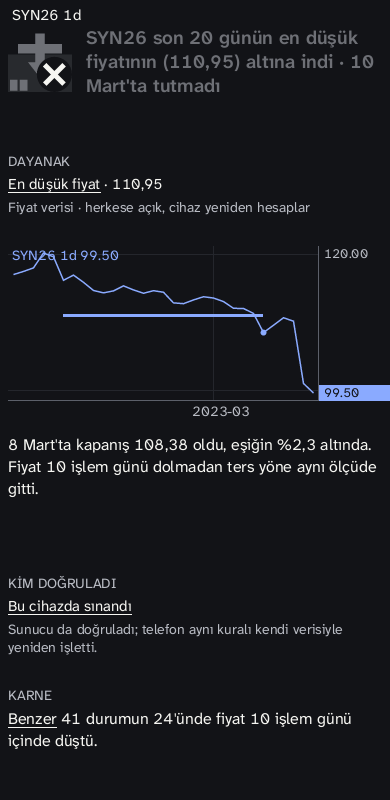 SYN26 1d
SYN26 son 20 günün en düşük
fiyatının (110,95) altına indi · 10
Mart'ta tutmadı
DAYANAK
En düşük fiyat · 110,95
Fiyat verisi · herkese açık, cihaz yeniden hesaplar
SYN26 1d 99.50
120.00
99.50
2023-03
8 Mart'ta kapanış 108,38 oldu, eşiğin %2,3 altında.
Fiyat 10 işlem günü dolmadan ters yöne aynı ölçüde
gitti.
KİM DOĞRULADI
Bu cihazda sınandı
Sunucu da doğruladı; telefon aynı kuralı kendi verisiyle
yeniden işletti.
KARNE
Benzer 41 durumun 24'ünde fiyat 10 işlem günü
içinde düştü.